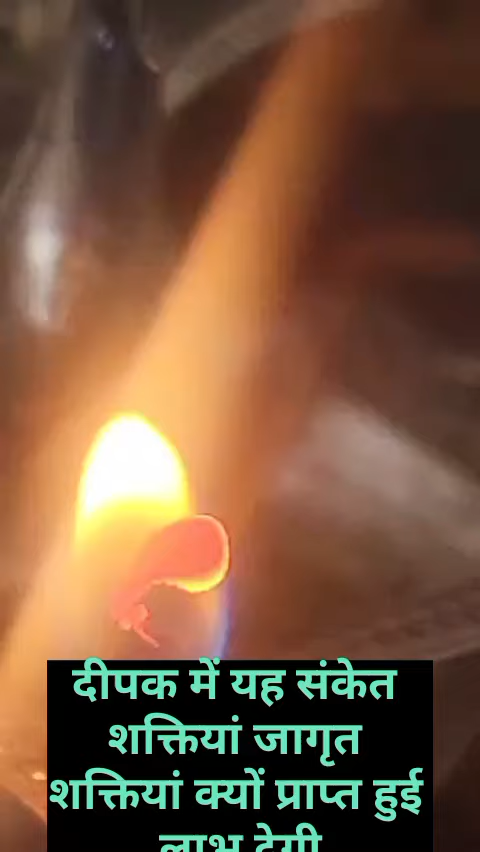 दीपक में यह संकेत
शक्तियां जागृत
शक्तियां क्यों प्राप्त हुई
लाभ देगी